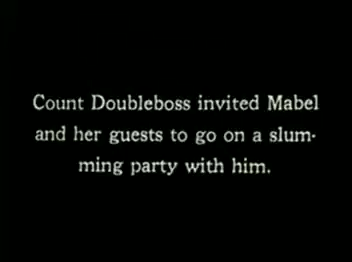 Count Doubleboss invited Mabel
and her guests to go on a slum-
ming party with him.